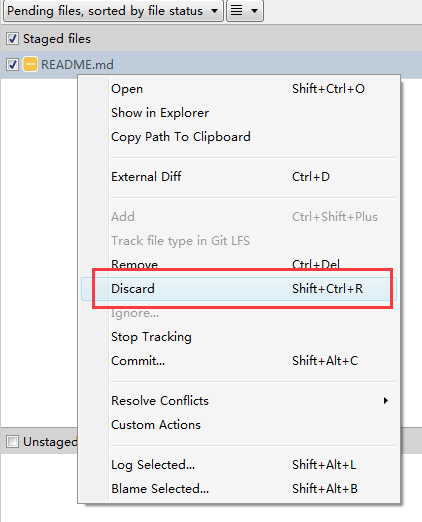 Pending files, sorted by file status
Staged files
README.md
Open Shift+Ctrl+O
Show in Explorer
Copy Path To Clipboard
External Diff Ctrl+D
Add Ctrl+Shift+Plus
Track file type in Git LFS
Remove Ctrl+Del
Discard Shift+Ctrl+R
Ignore...
Stop Tracking
Commit... Shift+Alt+C
Resolve Conflicts
Custom Actions
Unstaged
Log Selected... Shift+Alt+L
Blame Selected... Shift+Alt+B